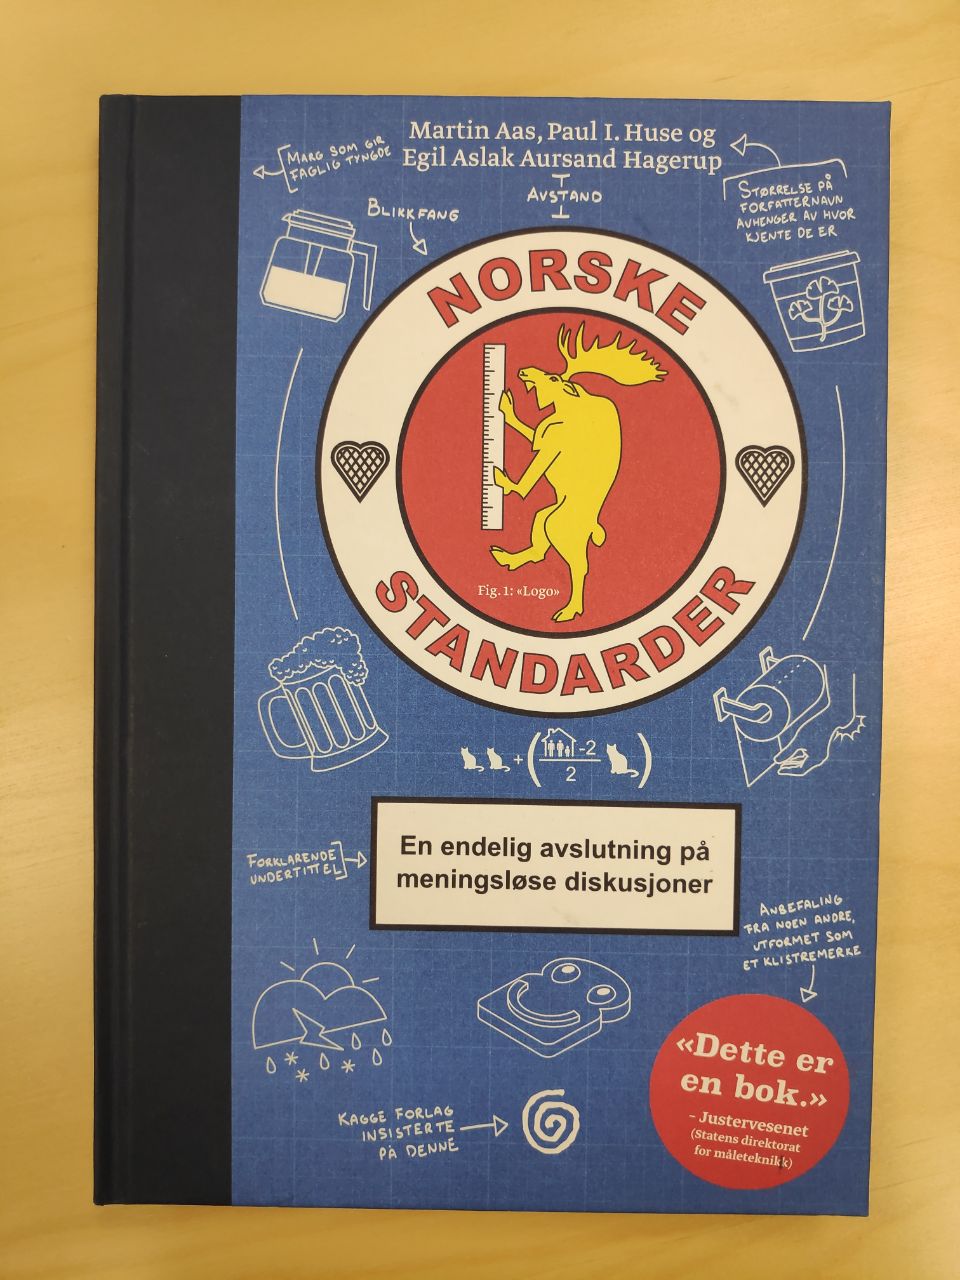 Martin Aas, Paul I. Huse og
Egil Aslak Aursand Hagerup
MARG SOM GIR
FAGLIG TYNGDE
BLIKKFANG
AVSTAND
STØRRELSE PÅ
FORFATTERNAVN
AVHENGER AV HVOR
KJENTE DE ER
NORSKE
Fig. 1: «Logo»
STANDARDER
+ ( -2
2 )
En endelig avslutning på
meningsløse diskusjoner
FORKLARENDE
UNDERTITTEL
ANBEFALING
FRA NOEN ANDRE,
UTFORMET SOM
ET KLISTREMERKE
«Dette er
en bok.»
– Justervesenet
(Statens direktorat
for måleteknikk)
KAGGE FORLAG
INSISTERTE
PÅ DENNE